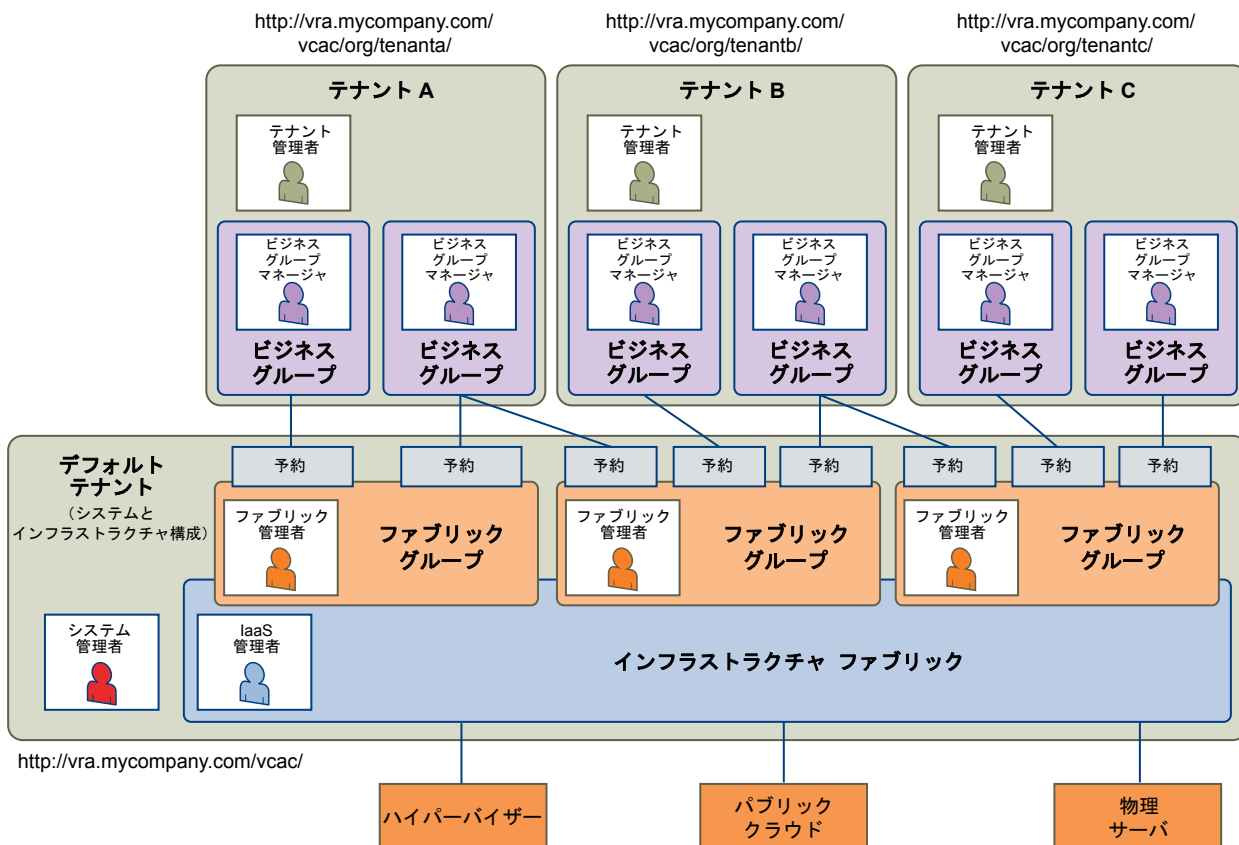 http://vra.mycompany.com/
vcac/org/tenanta/
http://vra.mycompany.com/
vcac/org/tenantb/
http://vra.mycompany.com/
vcac/org/tenantc/
テナント A
テナント
管理者
ビジネス
グループ
マネージャ
ビジネス
グループ
ビジネス
グループ
マネージャ
ビジネス
グループ
テナント B
テナント
管理者
ビジネス
グループ
マネージャ
ビジネス
グループ
ビジネス
グループ
マネージャ
ビジネス
グループ
テナント C
テナント
管理者
ビジネス
グループ
マネージャ
ビジネス
グループ
ビジネス
グループ
マネージャ
ビジネス
グループ
デフォルト
テナント
（システムと
インフラストラクチャ構成）
予約
予約
予約
予約
予約
予約
予約
予約
ファブリック
管理者
ファブリック
グループ
ファブリック
管理者
ファブリック
グループ
ファブリック
管理者
ファブリック
グループ
システム
管理者
IaaS
管理者
インフラストラクチャ ファブリック
http://vra.mycompany.com/vcac/
ハイパーバイザー
パブリック
クラウド
物理
サーバ